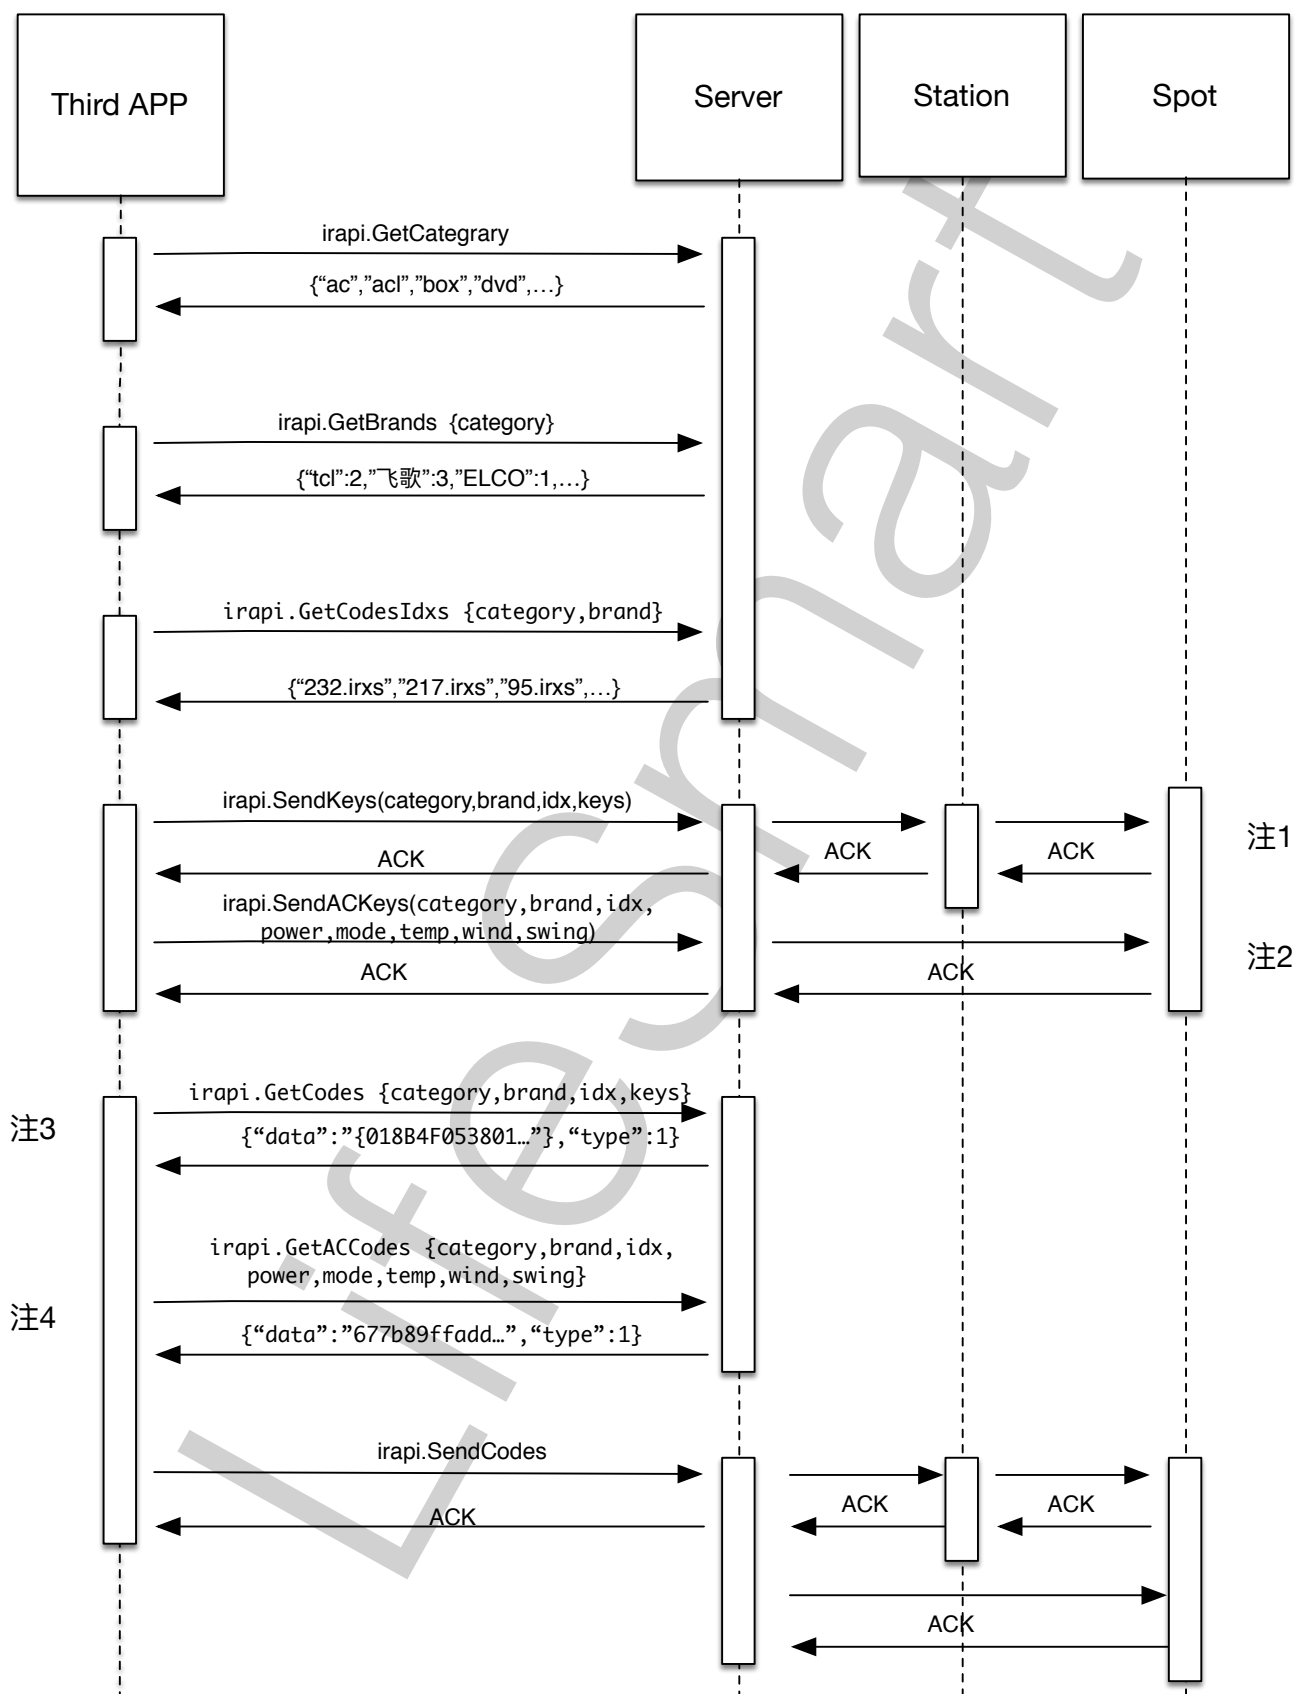 Third APP
Server
Station
Spot
irapi.GetCategrary
{“ac”,”acl”,”box”,”dvd”,…}
irapi.GetBrands {category}
{“tcl”:2,”飞歌”:3,”ELCO”:1,…}
irapi.GetCodesIdxs {category,brand}
{“232.irxs”,”217.irxs”,”95.irxs”,…}
irapi.SendKeys(category,brand,idx,keys)
注1
ACK
ACK
ACK
irapi.SendACKeys(category,brand,idx,
power,mode,temp,wind,swing)
注2
ACK
ACK
irapi.GetCodes {category,brand,idx,keys}
注3
{“data”:”{018B4F053801…”},“type”:1}
irapi.GetACCodes {category,brand,idx,
power,mode,temp,wind,swing}
注4
{“data”:”677b89ffadd…”,“type”:1}
irapi.SendCodes
ACK
ACK
ACK
ACK
LifeSmart